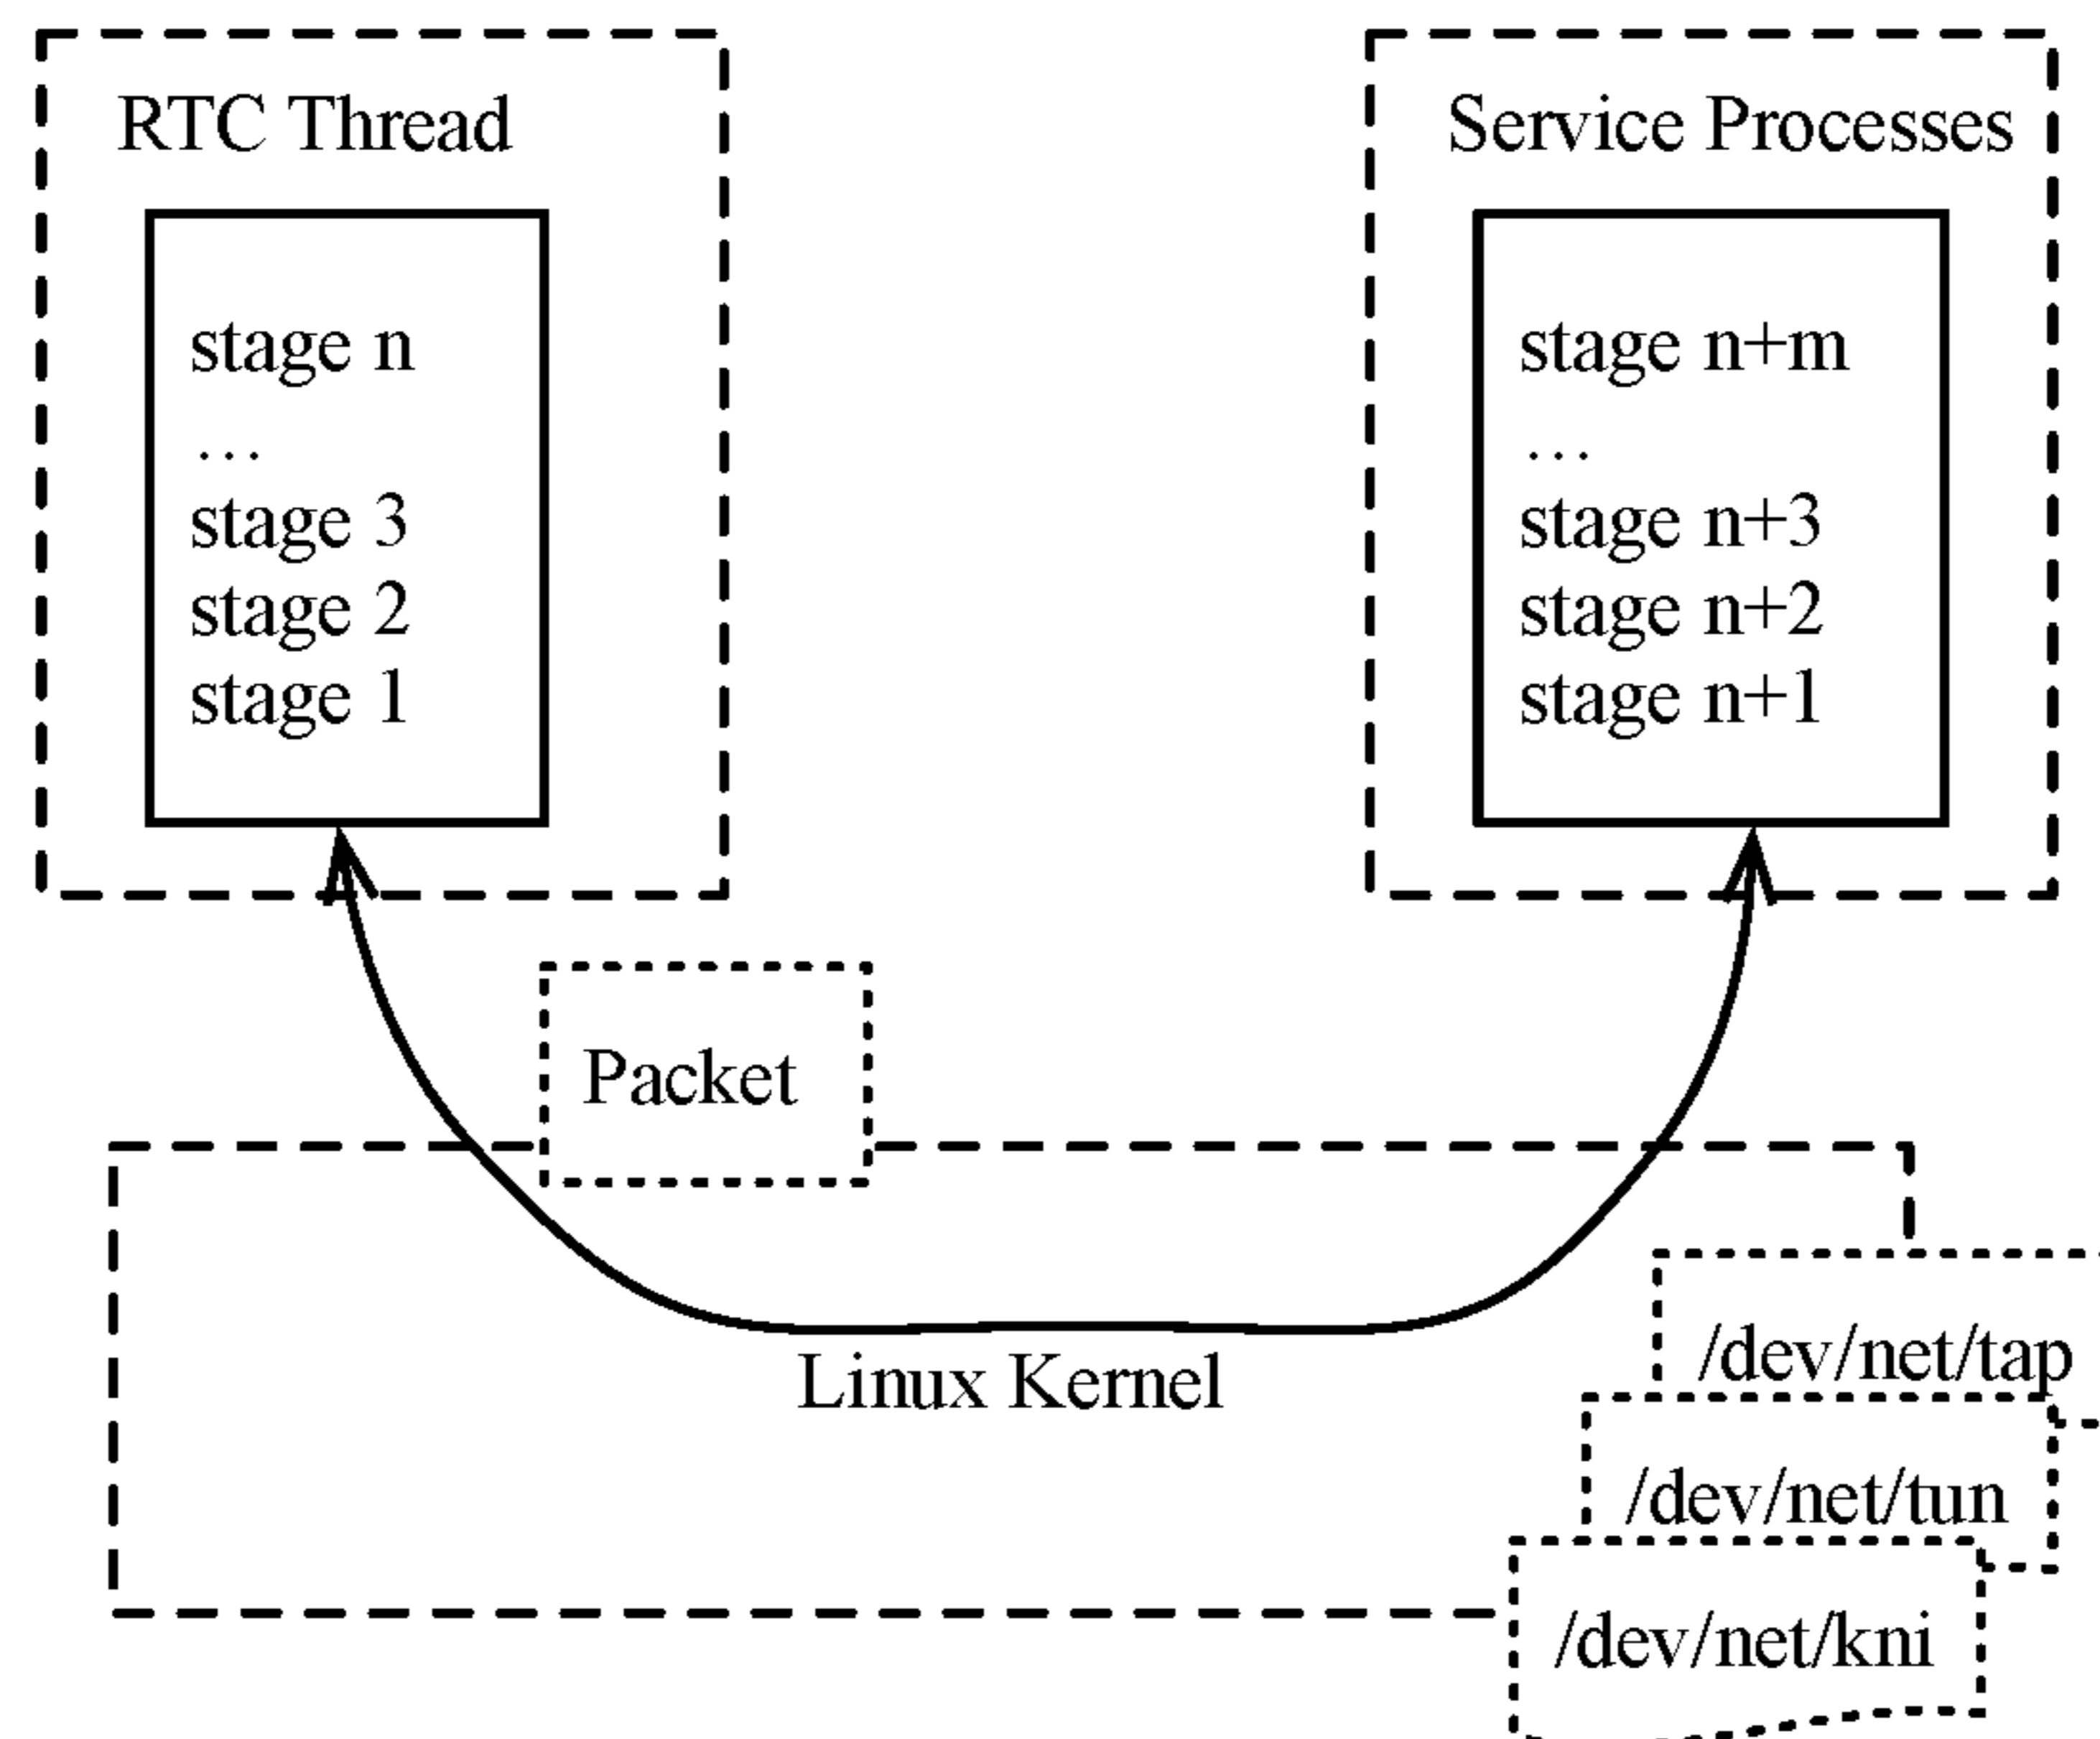 RTC Thread
stage n
...
stage 3
stage 2
stage 1
Service Processes
stage n+m
...
stage n+3
stage n+2
stage n+1
Packet
Linux Kernel
/dev/net/tap
/dev/net/tun
/dev/net/kni